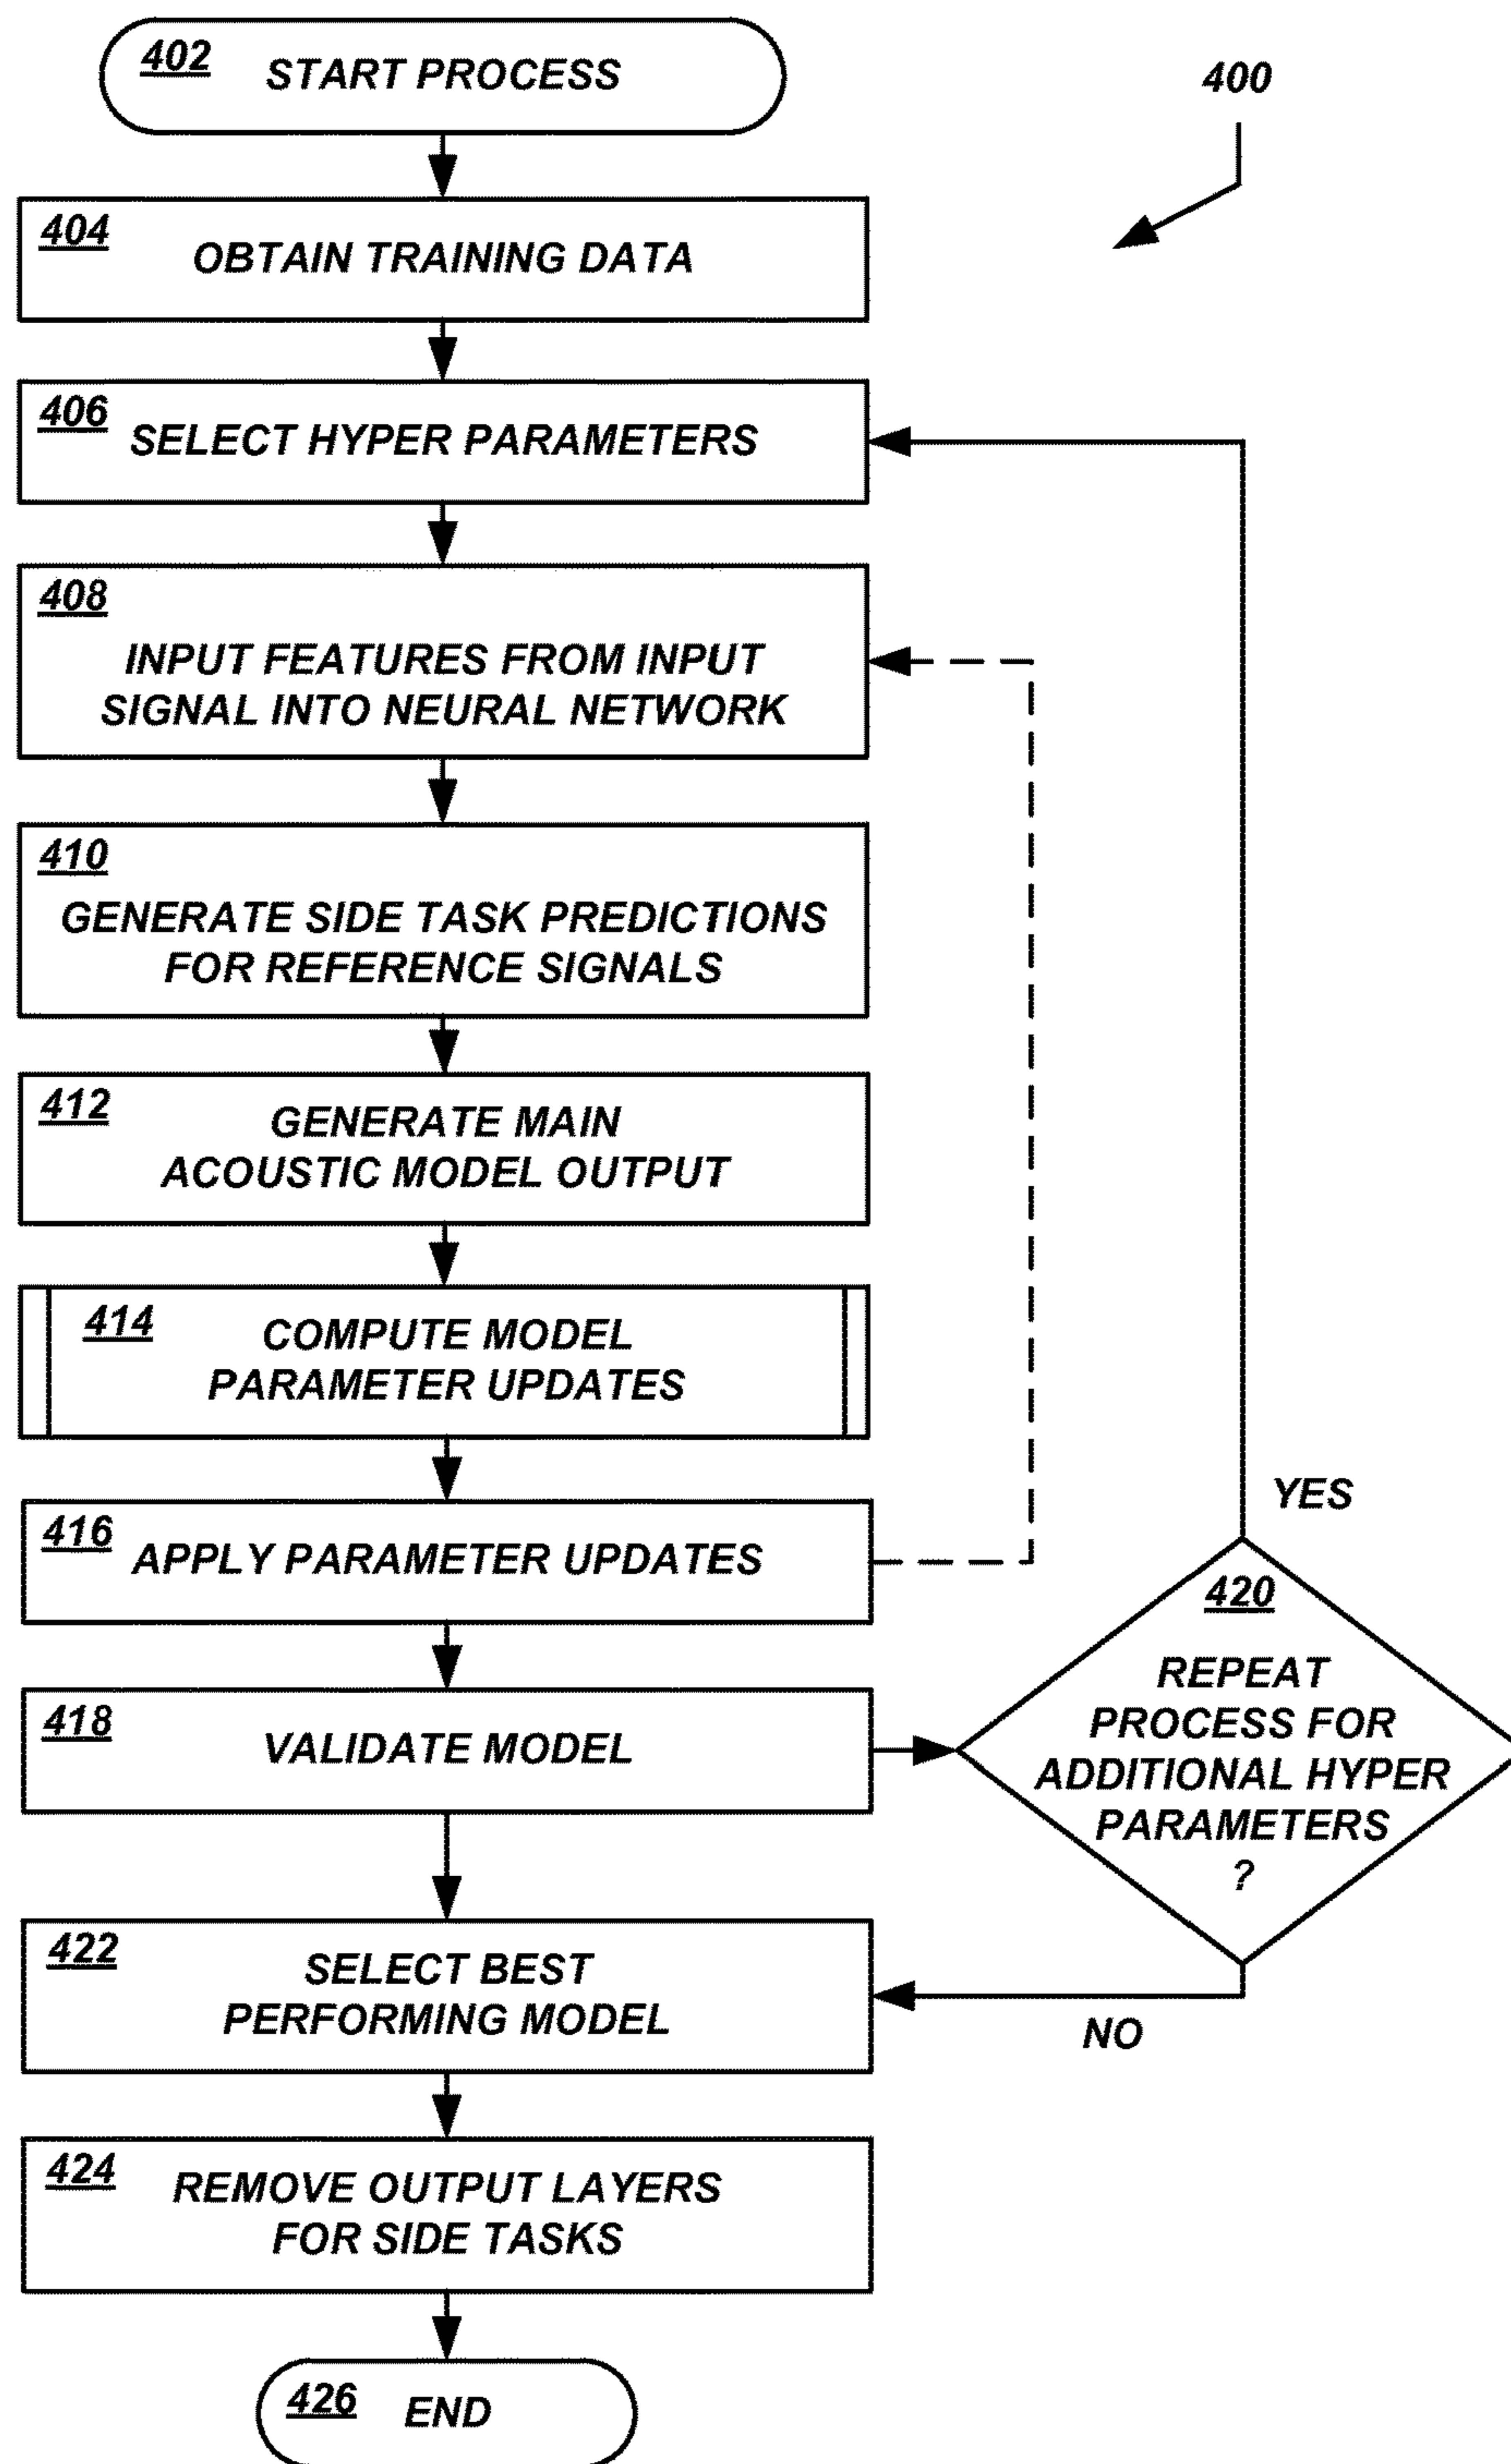 402 START PROCESS
400
404
OBTAIN TRAINING DATA
406
SELECT HYPER PARAMETERS
408
INPUT FEATURES FROM INPUT
SIGNAL INTO NEURAL NETWORK
410
GENERATE SIDE TASK PREDICTIONS
FOR REFERENCE SIGNALS
412
GENERATE MAIN
ACOUSTIC MODEL OUTPUT
414
COMPUTE MODEL
PARAMETER UPDATES
416
APPLY PARAMETER UPDATES
418
VALIDATE MODEL
YES
420
REPEAT
PROCESS FOR
ADDITIONAL HYPER
PARAMETERS
?
NO
422
SELECT BEST
PERFORMING MODEL
424
REMOVE OUTPUT LAYERS
FOR SIDE TASKS
426 END